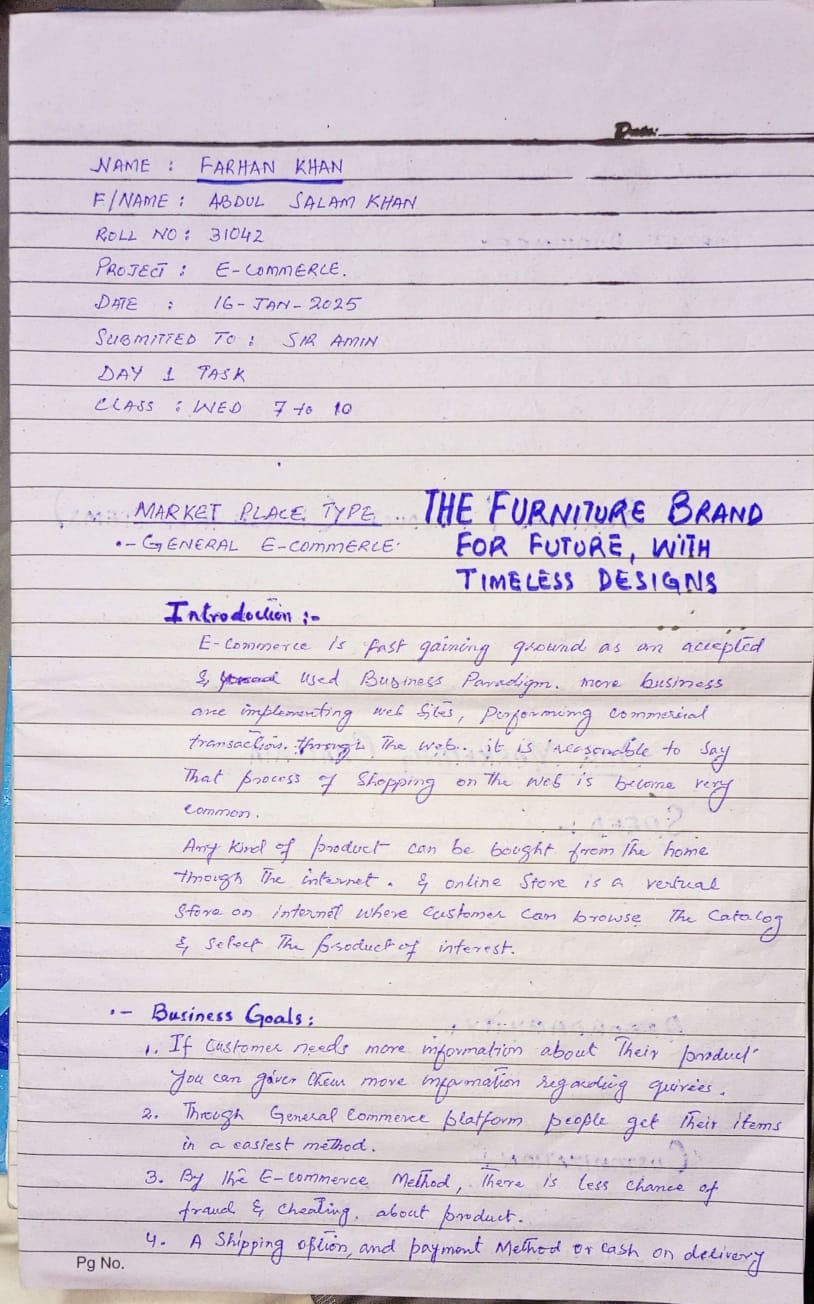 Date:
NAME : FARHAN KHAN
F/NAME : ABDUL SALAM KHAN
ROLL NO : 31042
PROJECT : E-COMMERCE.
DATE : 16-JAN-2025
SUBMITTED TO : SIR AMIN
DAY 1 TASK
CLASS : WED 7 to 10
MARKET PLACE TYPE .. THE FURNITURE BRAND
•- GENERAL E-COMMERCE. FOR FUTURE, WITH
TIMELESS DESIGNS
Introduction :-
E-Commerce is fast gaining ground as an accepted
& used Business Paradigm. more business
are implementing web Sites, Performing commercial
transaction. through The web.. it is reasonable to say
That process of Shopping on The web is become very
common.
Any kind of product can be bought from The home
through The internet. & online Store is a vertual
Store on internet where Customer can browse The Catalog
& select The product of interest.
•- Business Goals:
1. If Customer needs more information about Their product
You can giver them more information regarding quiries.
2. Through General Commerce platform people get Their items
in a easiest method.
3. By the E-commerce Method, There is less chance of
fraud & Cheating, about product.
4. A Shipping option, and payment Method or Cash on delivery
Pg No.